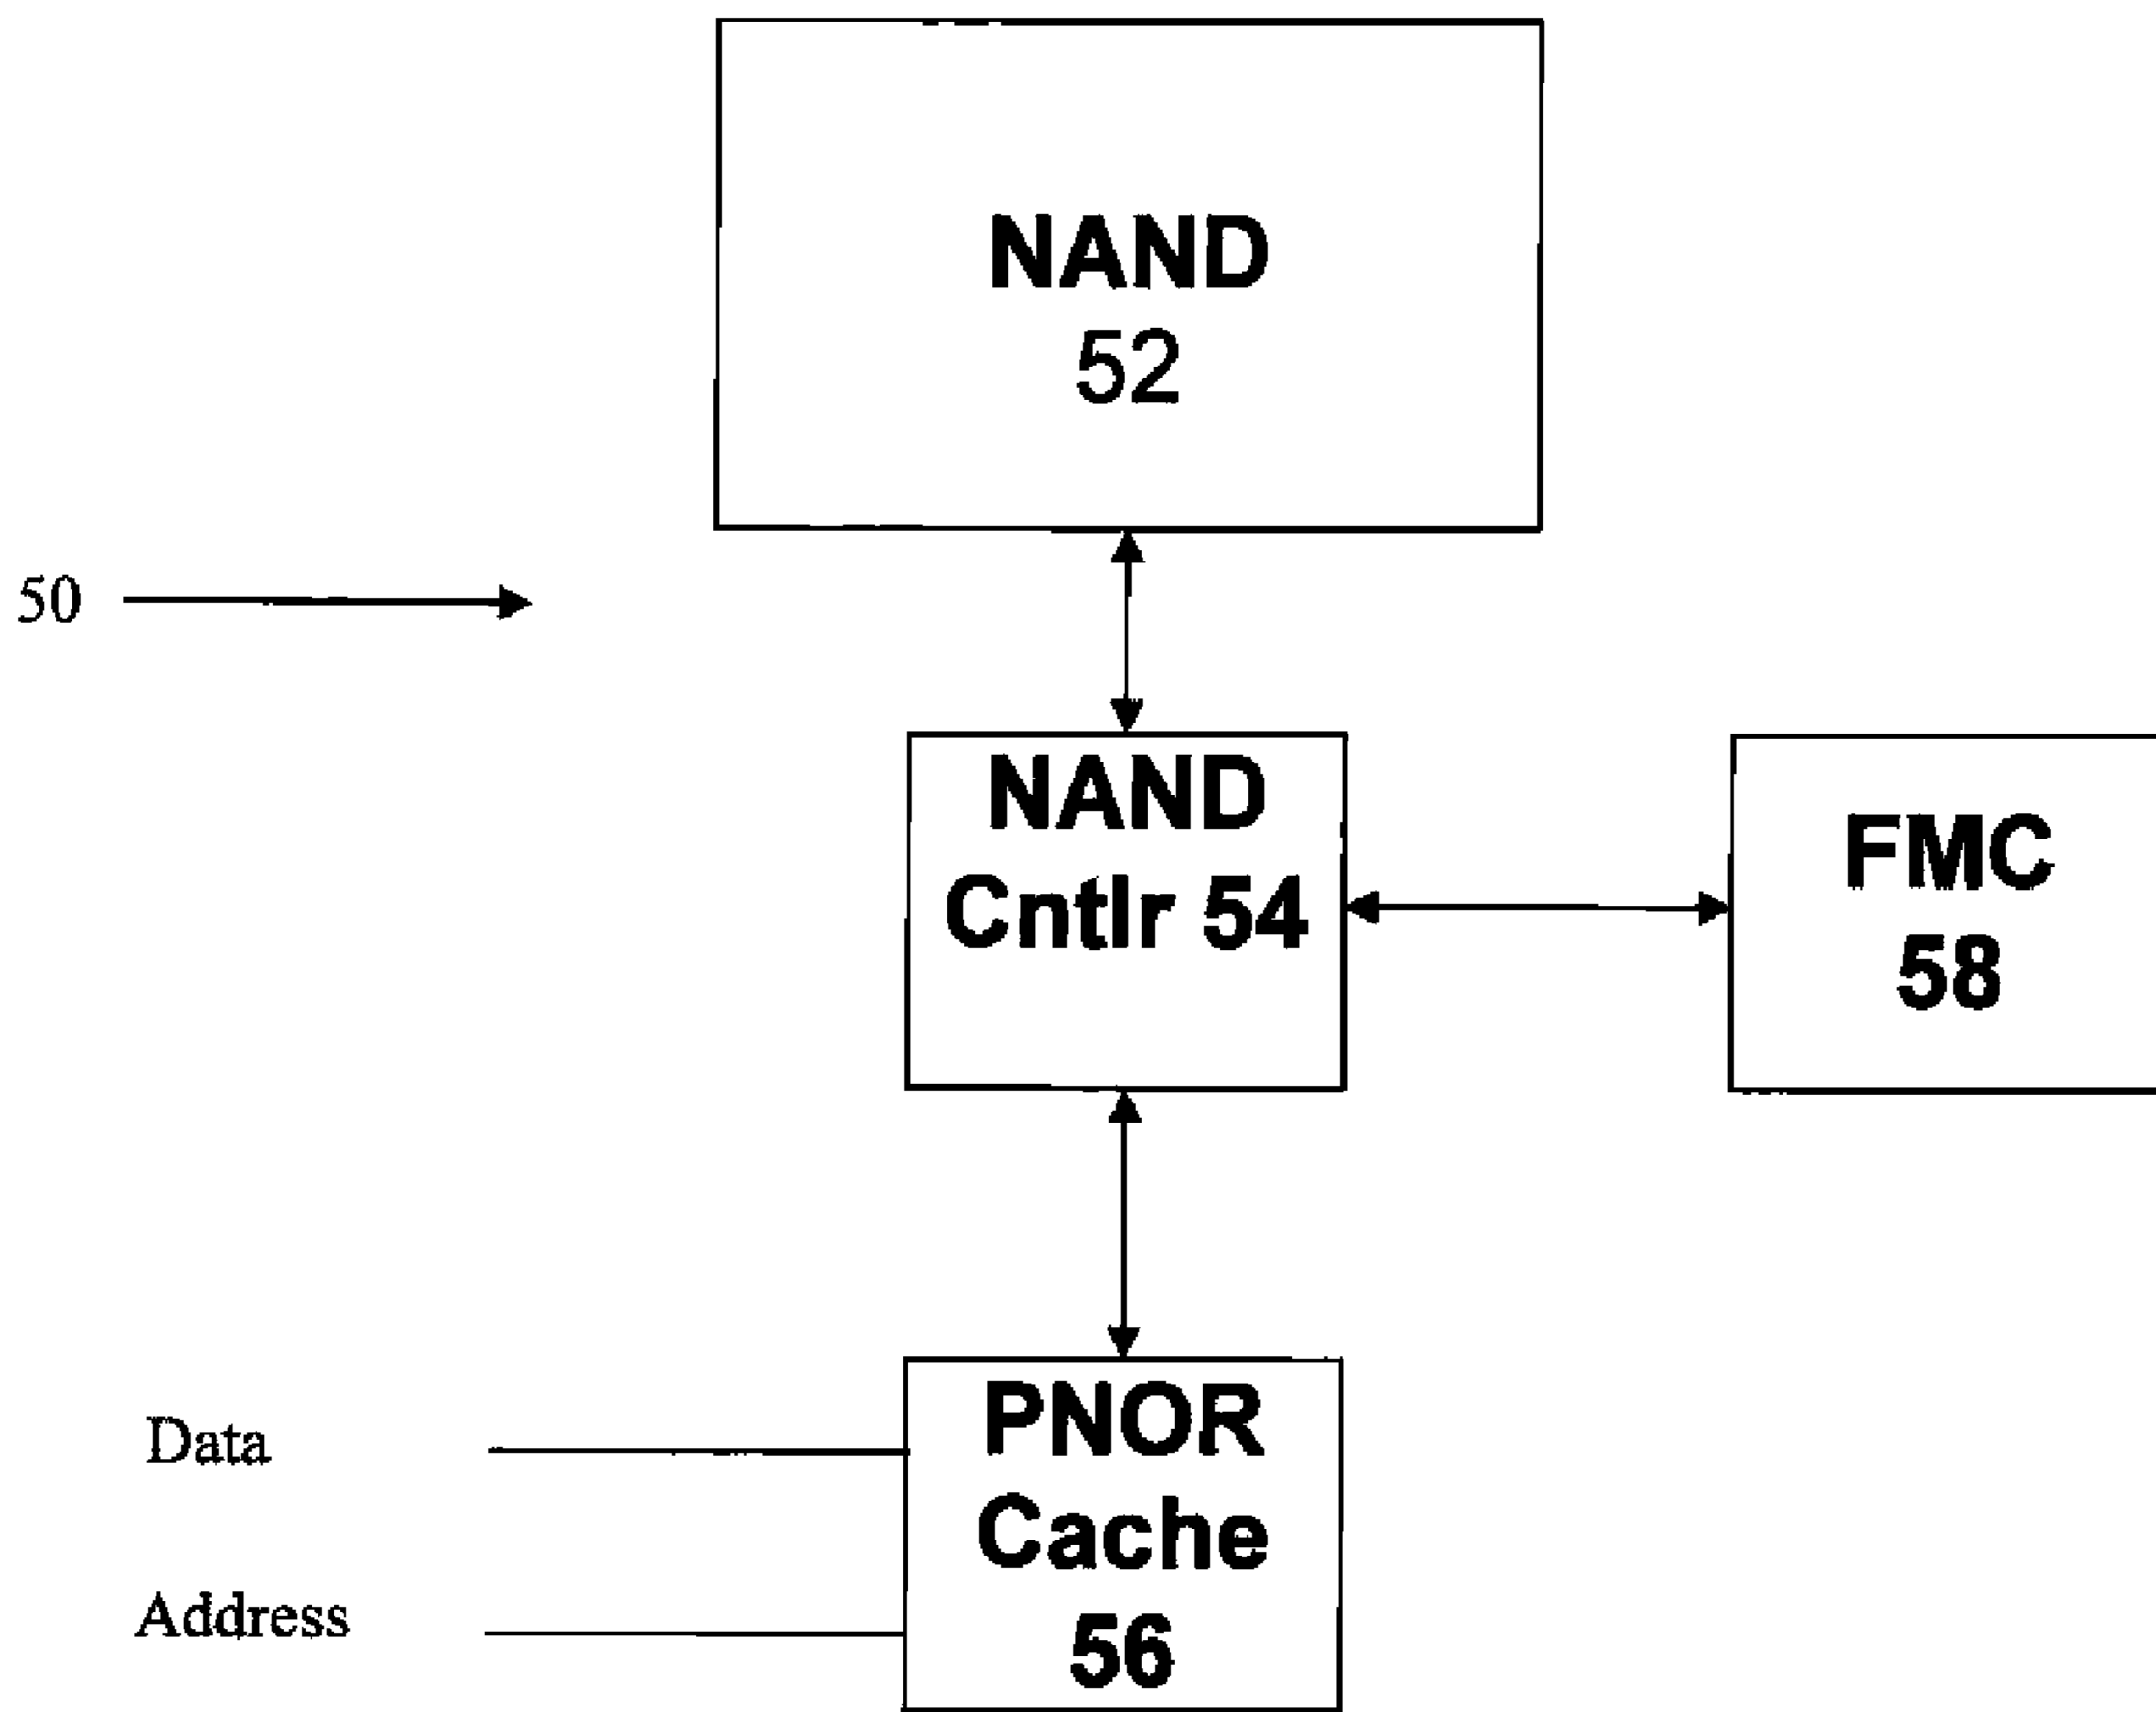 NAND
52
50
NAND
Cntlr 54
FMC
58
PNOR
Cache
56
Data
Address